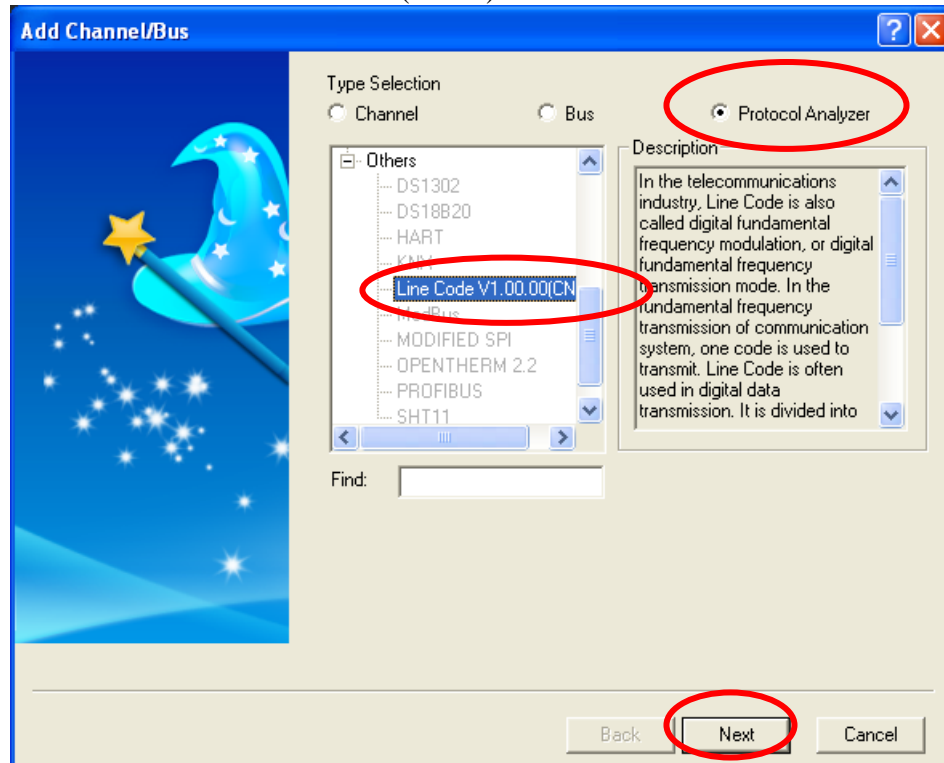 Add Channel/Bus
Type Selection
Channel
Bus
Protocol Analyzer
Others
DS1302
DS18B20
HART
KNX
Line Code V1.00.00(CN
ModBus
MODIFIED SPI
OPENTHERM 2.2
PROFIBUS
SHT11
Find:
Description
In the telecommunications
industry, Line Code is also
called digital fundamental
frequency modulation, or digital
fundamental frequency
transmission mode. In the
fundamental frequency
transmission of communication
system, one code is used to
transmit. Line Code is often
used in digital data
transmission. It is divided into
Back
Next
Cancel